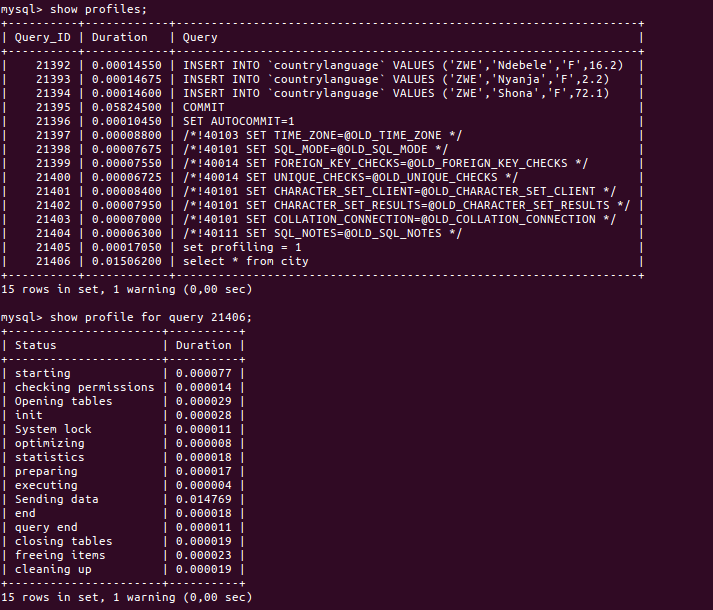 mysql> show profiles;
+----------+------------+------------------------------------------------------------------+
| Query_ID | Duration   | Query                                                            |
+----------+------------+------------------------------------------------------------------+
|    21392 | 0.00014550 | INSERT INTO `countrylanguage` VALUES ('ZWE','Ndebele','F',16.2)  |
|    21393 | 0.00014675 | INSERT INTO `countrylanguage` VALUES ('ZWE','Nyanja','F',2.2)    |
|    21394 | 0.00014600 | INSERT INTO `countrylanguage` VALUES ('ZWE','Shona','F',72.1)    |
|    21395 | 0.05824500 | COMMIT                                                           |
|    21396 | 0.00010450 | SET AUTOCOMMIT=1                                                 |
|    21397 | 0.00008800 | /*!40103 SET TIME_ZONE=@OLD_TIME_ZONE */                         |
|    21398 | 0.00007675 | /*!40101 SET SQL_MODE=@OLD_SQL_MODE */                           |
|    21399 | 0.00007550 | /*!40014 SET FOREIGN_KEY_CHECKS=@OLD_FOREIGN_KEY_CHECKS */       |
|    21400 | 0.00006725 | /*!40014 SET UNIQUE_CHECKS=@OLD_UNIQUE_CHECKS */                 |
|    21401 | 0.00008400 | /*!40101 SET CHARACTER_SET_CLIENT=@OLD_CHARACTER_SET_CLIENT */   |
|    21402 | 0.00007950 | /*!40101 SET CHARACTER_SET_RESULTS=@OLD_CHARACTER_SET_RESULTS */ |
|    21403 | 0.00007000 | /*!40101 SET COLLATION_CONNECTION=@OLD_COLLATION_CONNECTION */   |
|    21404 | 0.00006300 | /*!40111 SET SQL_NOTES=@OLD_SQL_NOTES */                         |
|    21405 | 0.00017050 | set profiling = 1                                                |
|    21406 | 0.01506200 | select * from city                                               |
+----------+------------+------------------------------------------------------------------+
15 rows in set, 1 warning (0,00 sec)
mysql> show profile for query 21406;
+----------------------+----------+
| Status               | Duration |
+----------------------+----------+
| starting             | 0.000077 |
| checking permissions | 0.000014 |
| Opening tables       | 0.000029 |
| init                 | 0.000028 |
| System lock          | 0.000011 |
| optimizing           | 0.000008 |
| statistics           | 0.000018 |
| preparing            | 0.000017 |
| executing            | 0.000004 |
| Sending data         | 0.014769 |
| end                  | 0.000018 |
| query end            | 0.000011 |
| closing tables       | 0.000019 |
| freeing items        | 0.000023 |
| cleaning up          | 0.000019 |
+----------------------+----------+
15 rows in set, 1 warning (0,00 sec)